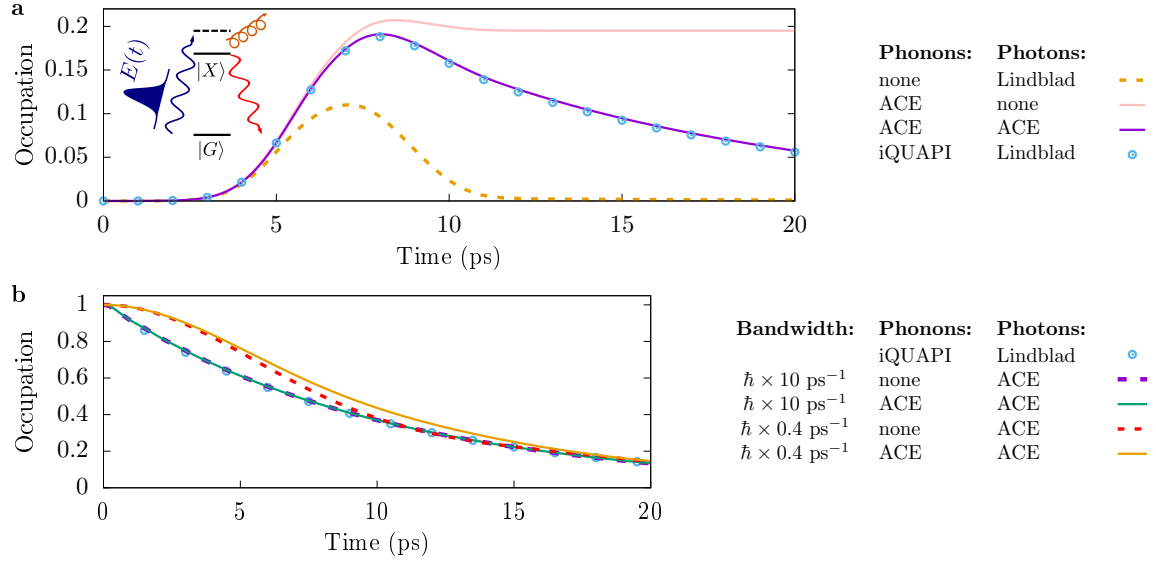 a
0.2
0.15
0.1
0.05
0
Occupation
E(t)
|X⟩
|G⟩
0 5 10 15 20
Time (ps)
Phonons: Photons:
none Lindblad
ACE none
ACE ACE
iQUAPI Lindblad
b
1
0.8
0.6
0.4
0.2
0
Occupation
0 5 10 15 20
Time (ps)
Bandwidth: Phonons: Photons:
iQUAPI Lindblad
ℏ × 10 ps⁻¹ none ACE
ℏ × 10 ps⁻¹ ACE ACE
ℏ × 0.4 ps⁻¹ none ACE
ℏ × 0.4 ps⁻¹ ACE ACE